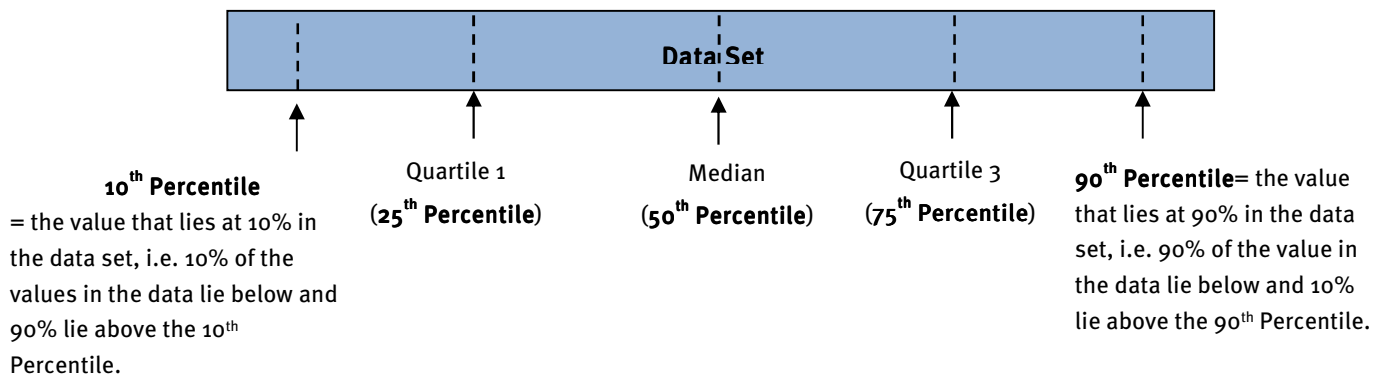 Data Set
10th Percentile
= the value that lies at 10% in
the data set, i.e. 10% of the
values in the data lie below and
90% lie above the 10th
Percentile.
Quartile 1
(25th Percentile)
Median
(50th Percentile)
Quartile 3
(75th Percentile)
90th Percentile= the value
that lies at 90% in the data
set, i.e. 90% of the value in
the data lie below and 10%
lie above the 90th Percentile.